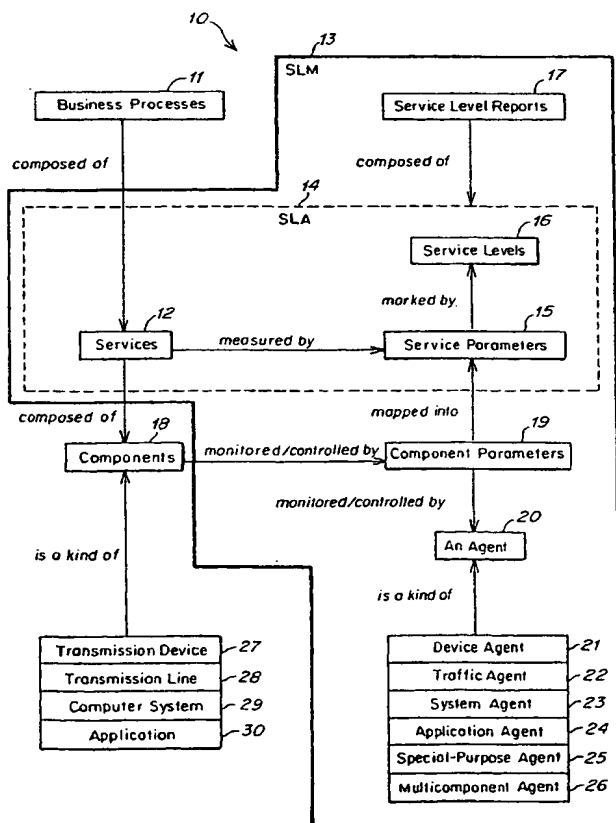 10
13
SLM
11
Business Processes
17
Service Level Reports
composed of
composed of
14
SLA
16
Service Levels
marked by
12
Services
measured by
15
Service Parameters
composed of
mapped into
18
Components
monitored/controlled by
19
Component Parameters
monitored/controlled by
20
An Agent
is a kind of
is a kind of
Transmission Device 27
Transmission Line 28
Computer System 29
Application 30
Device Agent 21
Traffic Agent 22
System Agent 23
Application Agent 24
Special-Purpose Agent 25
Multicomponent Agent 26